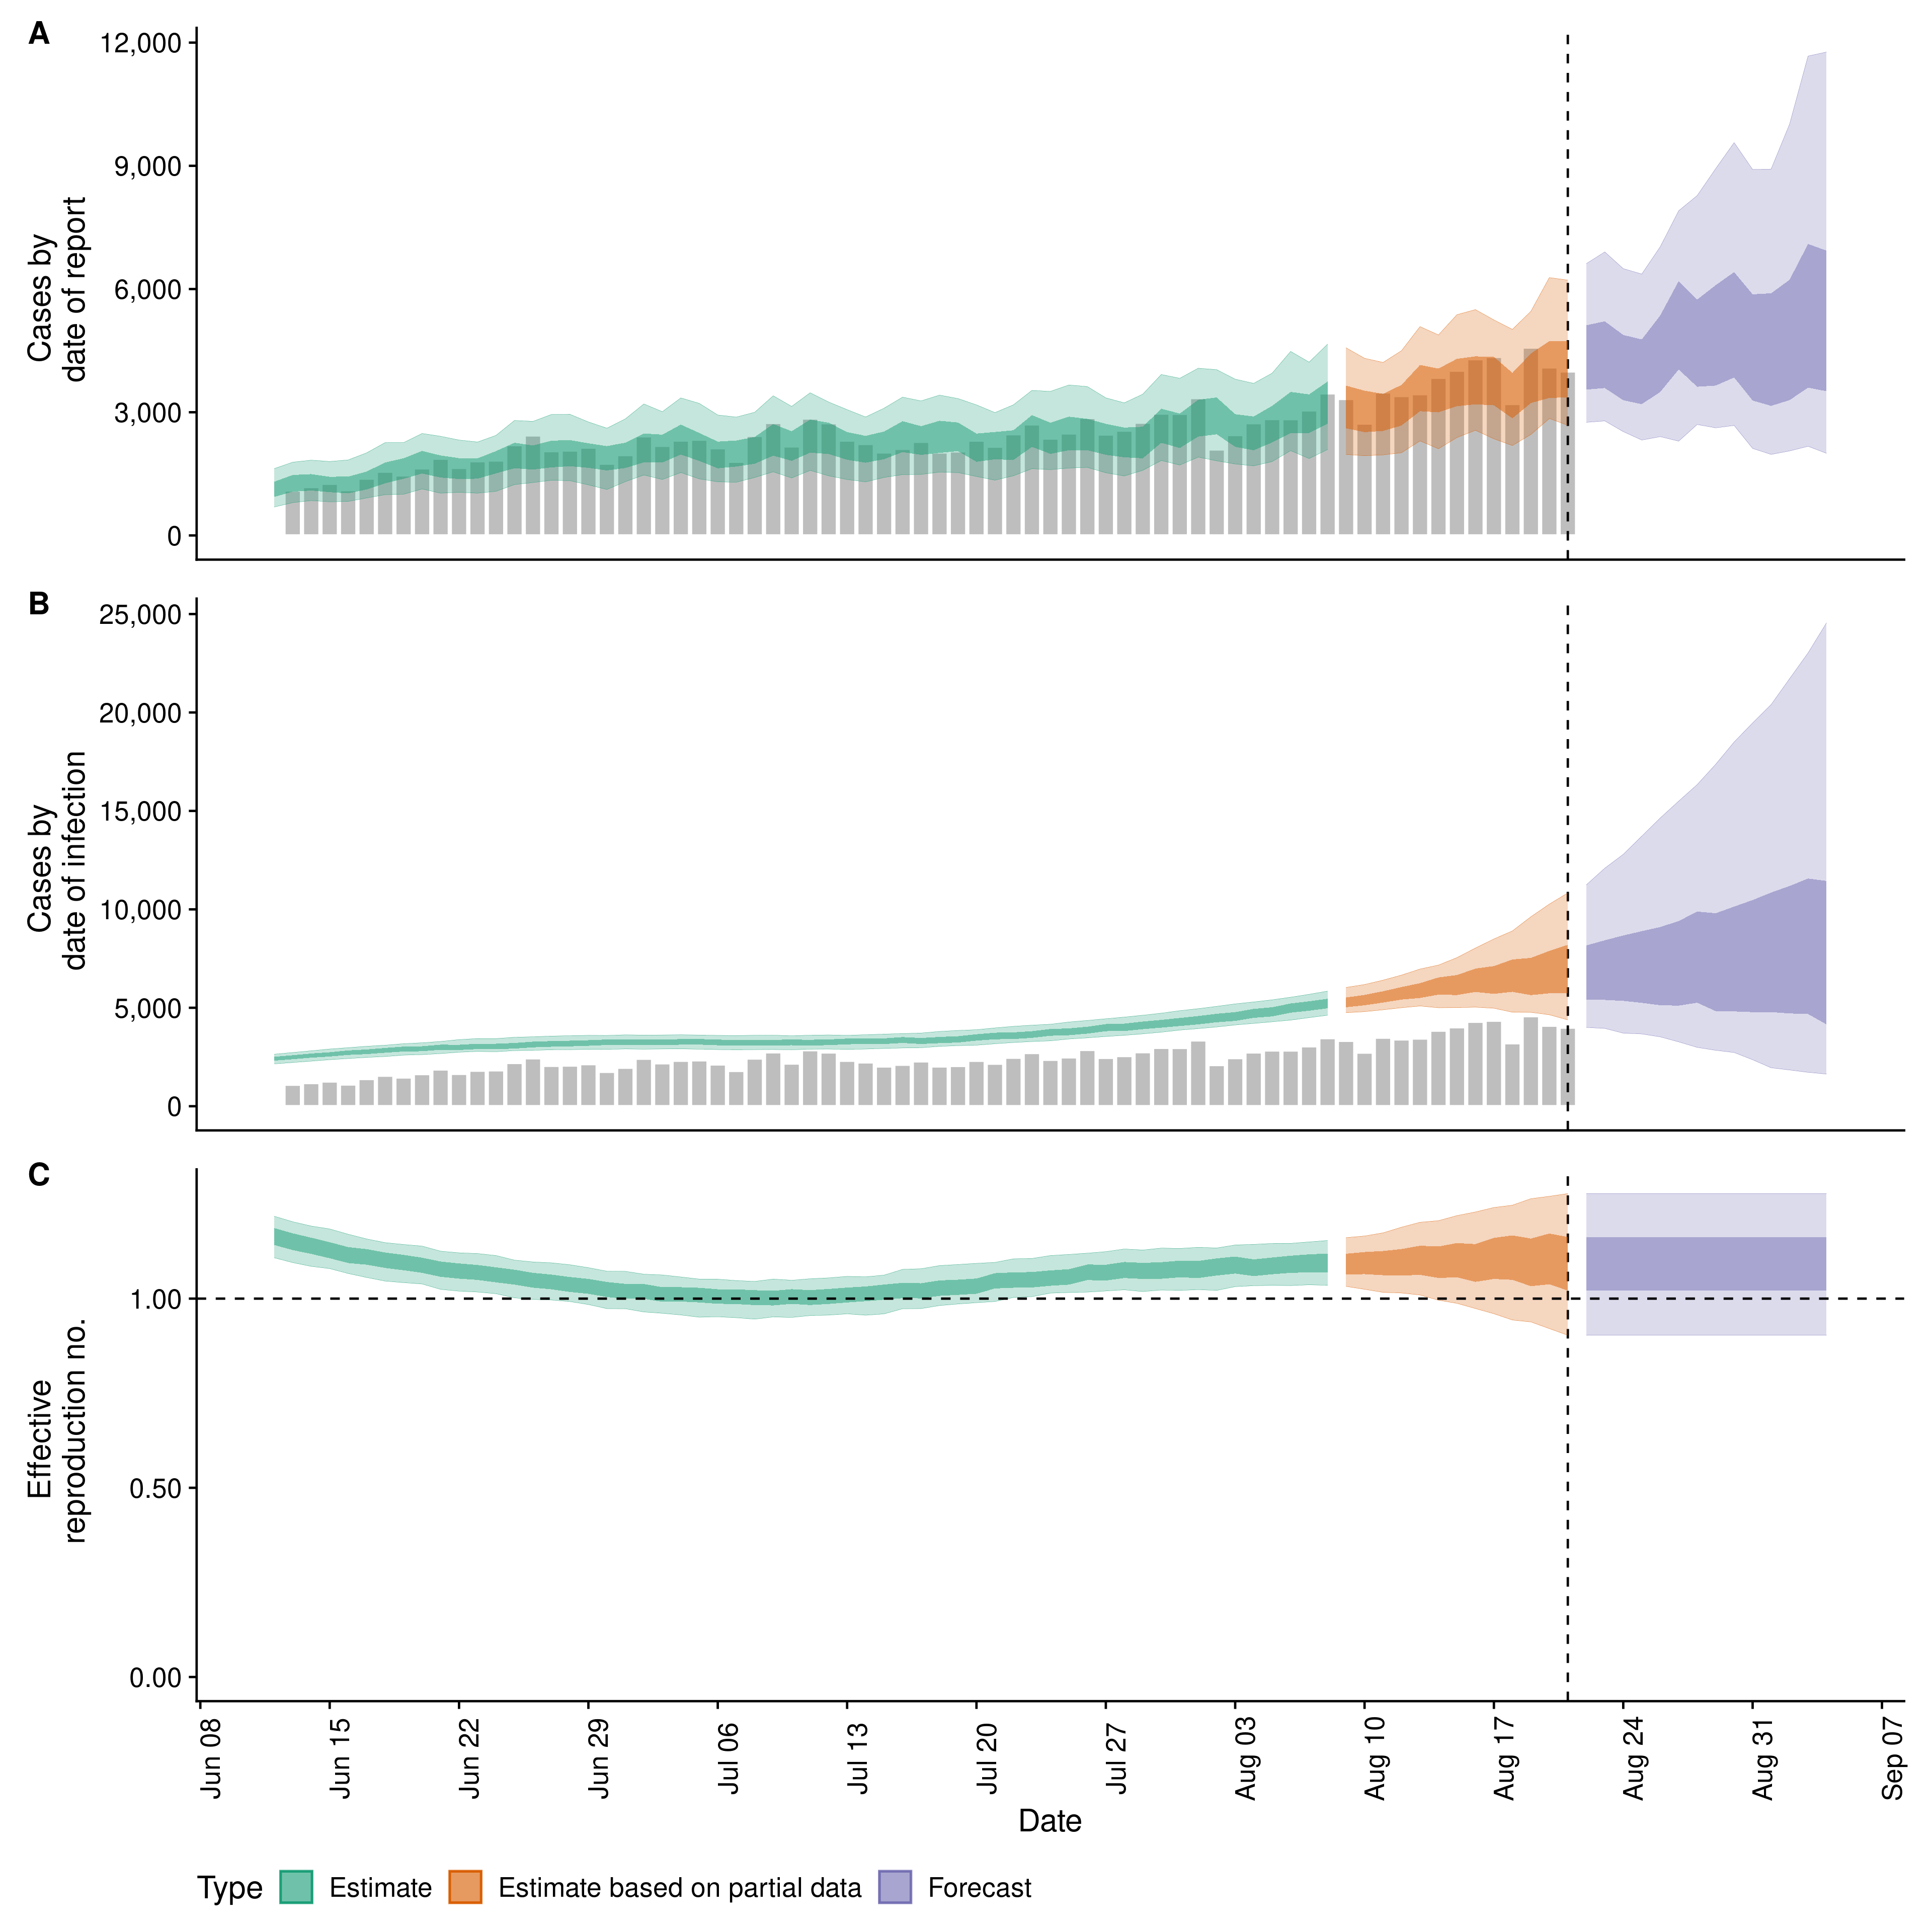 A
12,000
9,000
6,000
3,000
0
Cases by
date of report
B
25,000
20,000
15,000
10,000
5,000
0
Cases by
date of infection
C
1.00
0.50
0.00
Effective
reproduction no.
Jun 08
Jun 15
Jun 22
Jun 29
Jul 06
Jul 13
Jul 20
Jul 27
Aug 03
Aug 10
Aug 17
Aug 24
Aug 31
Sep 07
Date
Type Estimate Estimate based on partial data Forecast